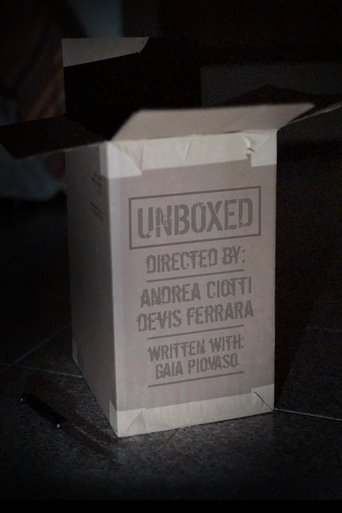 UNBOXED
DIRECTED BY:
ANDREA CIOTTI
DEVIS FERRARA
WRITTEN WITH:
GAIA PIOVASO